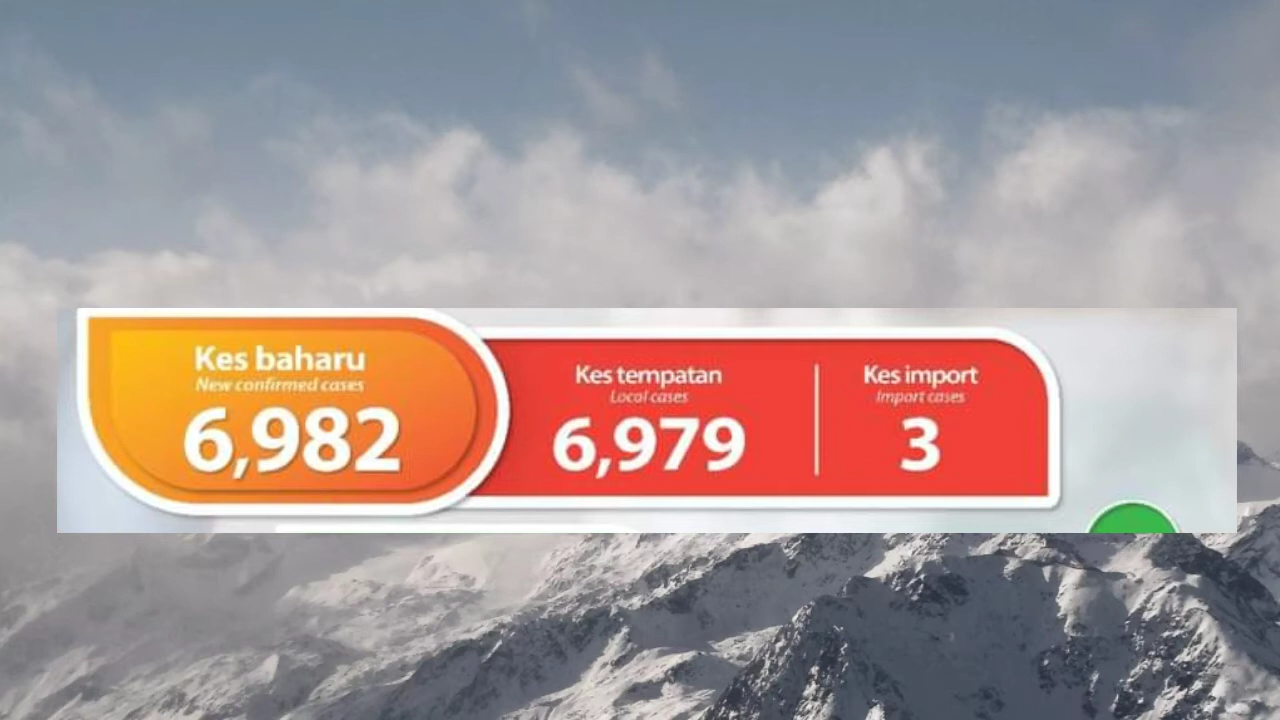 Kes baharu
New confirmed cases
6,982
Kes tempatan
Local cases
6,979
Kes import
Import cases
3